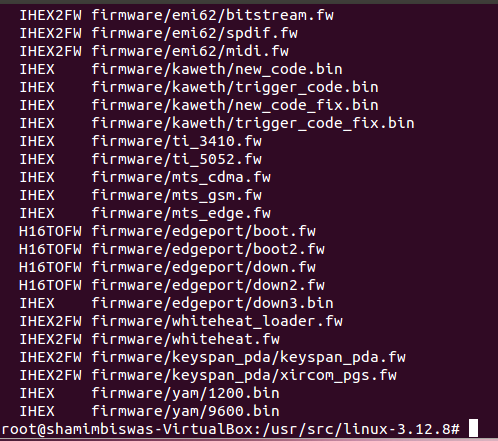 IHEX2FW firmware/emi62/bitstream.fw
IHEX2FW firmware/emi62/spdif.fw
IHEX2FW firmware/emi62/midi.fw
IHEX firmware/kaweth/new_code.bin
IHEX firmware/kaweth/trigger_code.bin
IHEX firmware/kaweth/new_code_fix.bin
IHEX firmware/kaweth/trigger_code_fix.bin
IHEX firmware/ti_3410.fw
IHEX firmware/ti_5052.fw
IHEX firmware/mts_cdma.fw
IHEX firmware/mts_gsm.fw
IHEX firmware/mts_edge.fw
H16TOFW firmware/edgeport/boot.fw
H16TOFW firmware/edgeport/boot2.fw
H16TOFW firmware/edgeport/down.fw
H16TOFW firmware/edgeport/down2.fw
IHEX firmware/edgeport/down3.bin
IHEX2FW firmware/whiteheat_loader.fw
IHEX2FW firmware/whiteheat.fw
IHEX2FW firmware/keyspan_pda/keyspan_pda.fw
IHEX2FW firmware/keyspan_pda/xircom_pgs.fw
IHEX firmware/yam/1200.bin
IHEX firmware/yam/9600.bin
root@shamimbiswas-VirtualBox:/usr/src/linux-3.12.8#